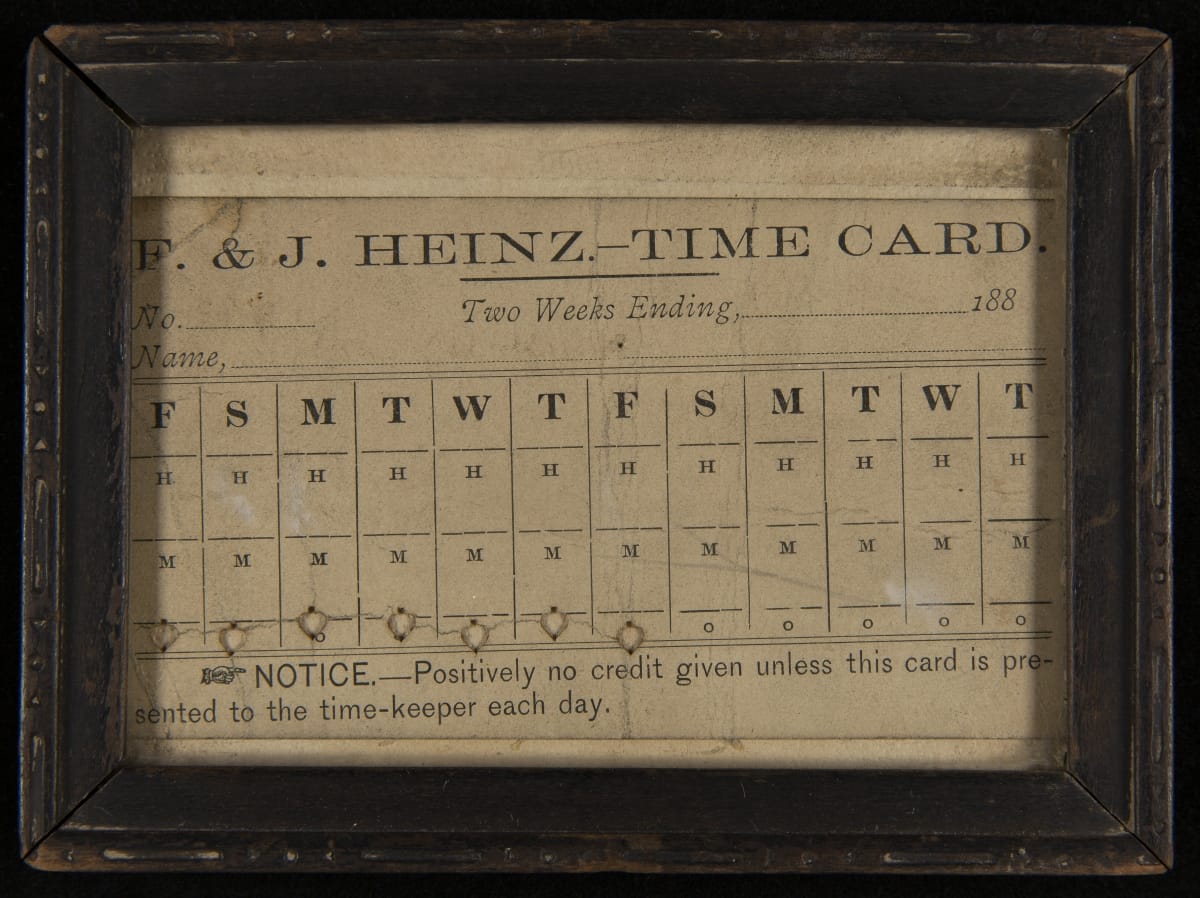 F. & J. HEINZ.—TIME CARD.
No. Two Weeks Ending, 188
Name,
F S M T W T F S M T W T
H H H H H H H H H H H H
M M M M M M M M M M M M
O O O O O O
☞ NOTICE.—Positively no credit given unless this card is pre-
sented to the time-keeper each day.